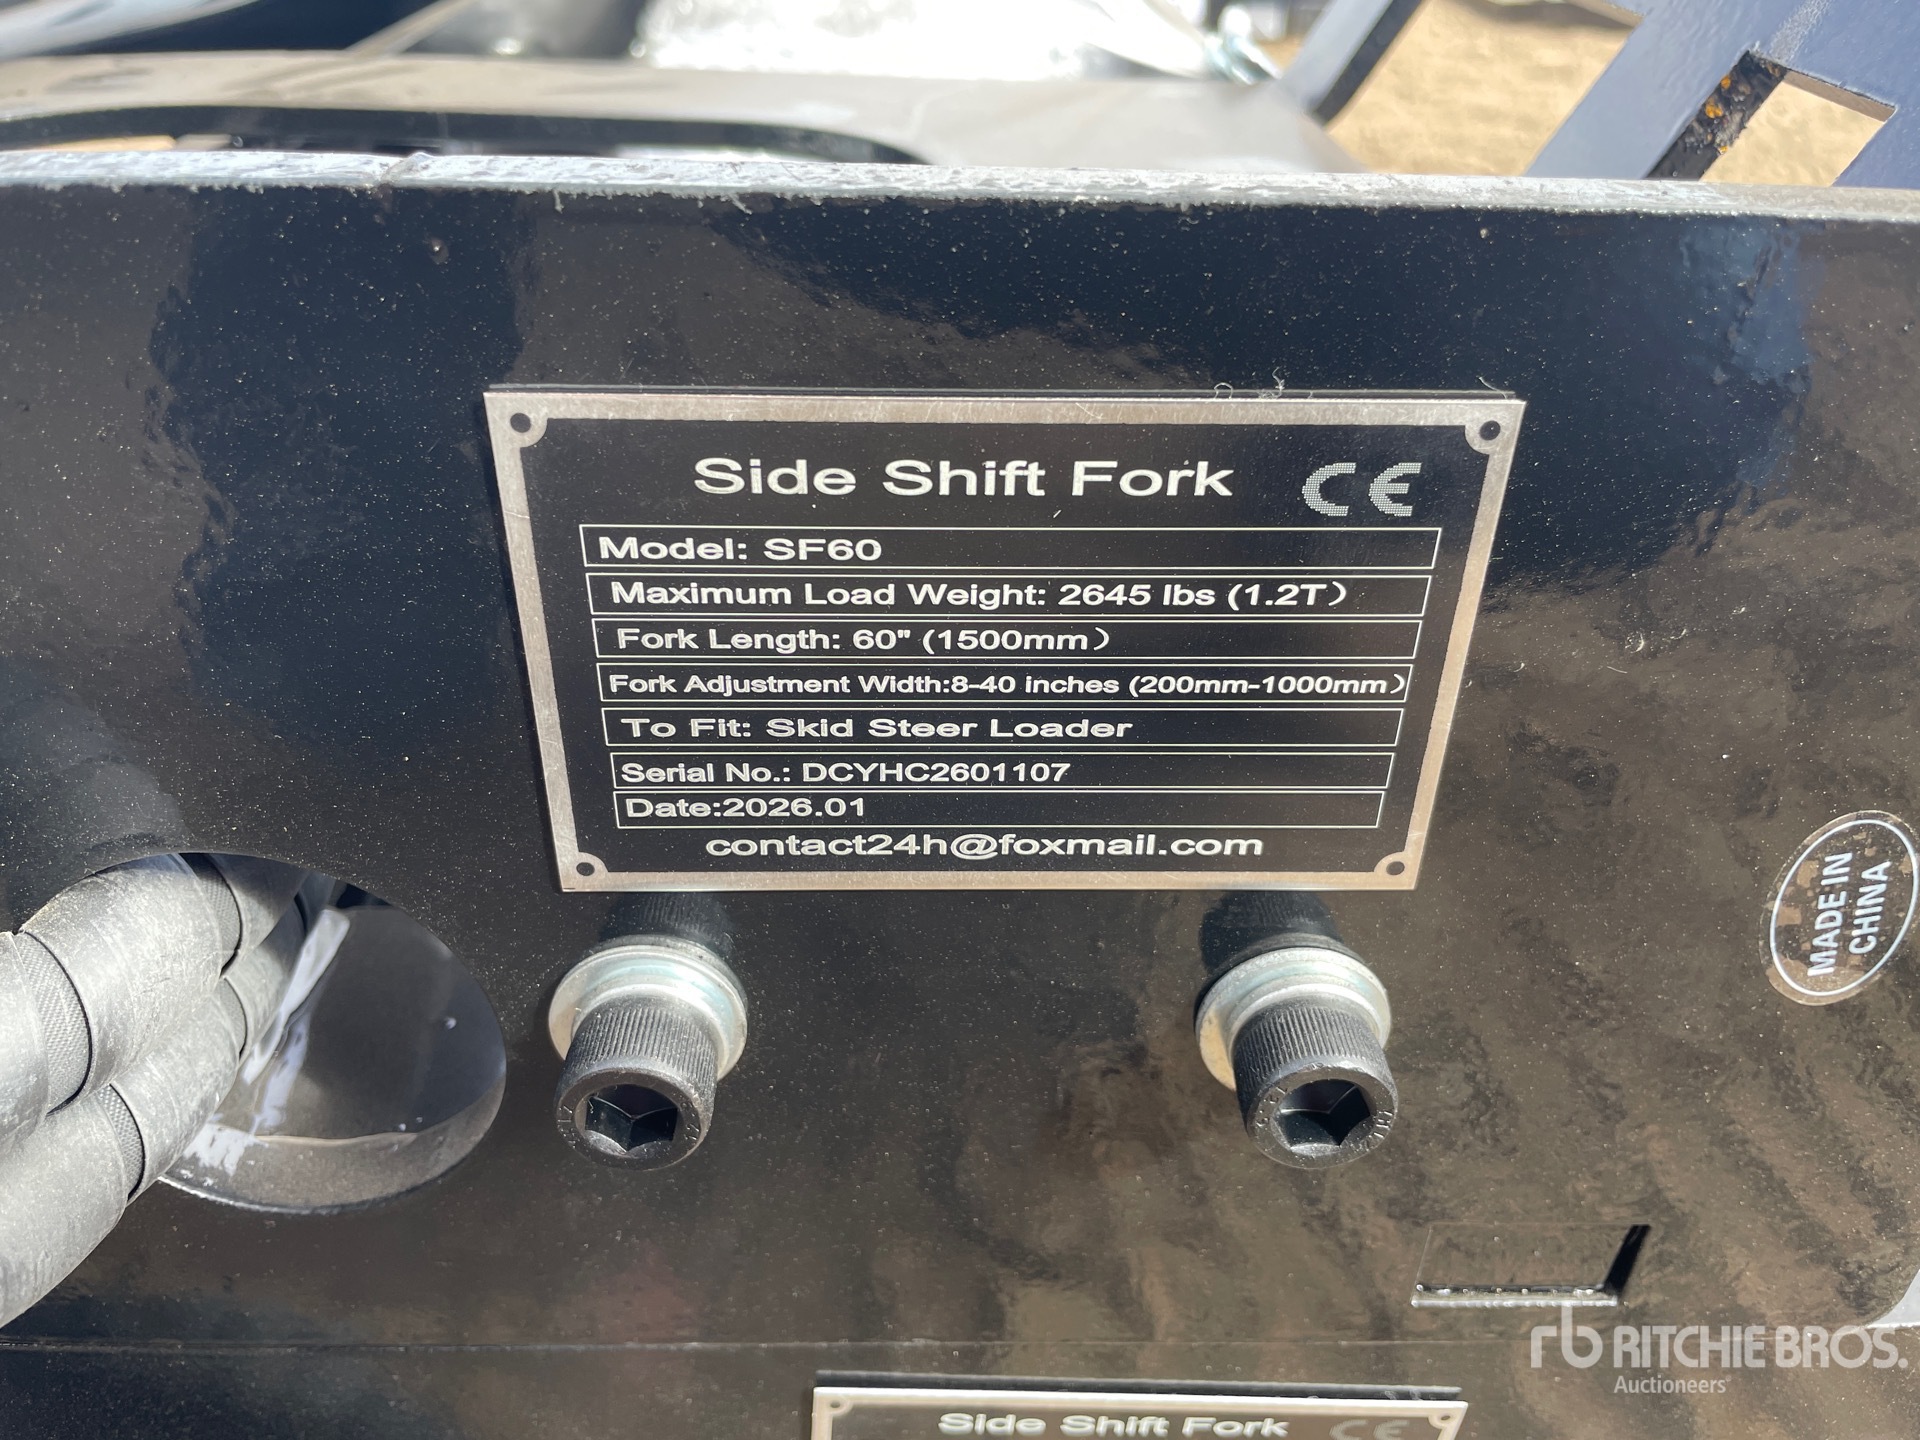 Side Shift Fork CE
Model: SF60
Maximum Load Weight: 2645 lbs (1.2T)
Fork Length: 60" (1500mm)
Fork Adjustment Width:8-40 inches (200mm-1000mm)
To Fit: Skid Steer Loader
Serial No.: DCYHC2601107
Date:2026.01
contact24h@foxmail.com
MADE IN
CHINA
rb RITCHIE BROS.
Auctioneers
Side Shift Fork CE